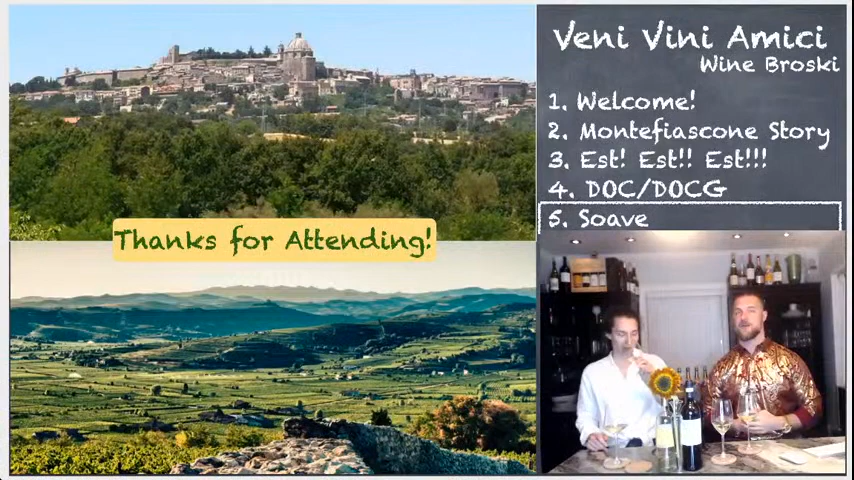 Veni Vini Amici
Wine Broski
1. Welcome!
2. Montefiascone Story
3. Est! Est!! Est!!!
4. DOC/DOCG
5. Soave
Thanks for Attending!